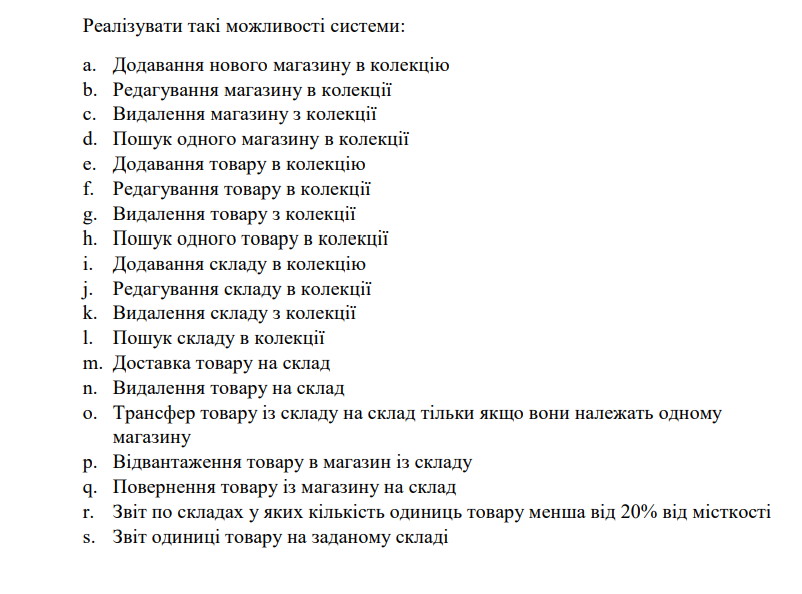 Реалізувати такі можливості системи:
a. Додавання нового магазину в колекцію
b. Редагування магазину в колекції
c. Видалення магазину з колекції
d. Пошук одного магазину в колекції
e. Додавання товару в колекцію
f. Редагування товару в колекції
g. Видалення товару з колекції
h. Пошук одного товару в колекції
i. Додавання складу в колекцію
j. Редагування складу в колекції
k. Видалення складу з колекції
l. Пошук складу в колекції
m. Доставка товару на склад
n. Видалення товару на склад
o. Трансфер товару із складу на склад тільки якщо вони належать одному
магазину
p. Відвантаження товару в магазин із складу
q. Повернення товару із магазину на склад
r. Звіт по складах у яких кількість одиниць товару менша від 20% від місткості
s. Звіт одиниці товару на заданому складі